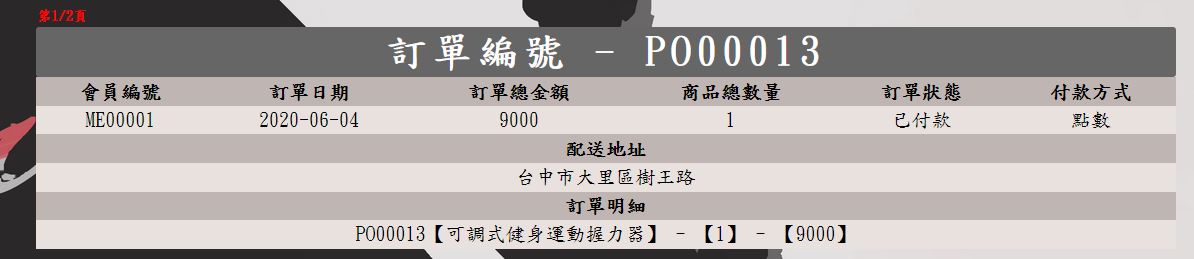 第1/2頁
訂單編號 - PO00013
會員編號 訂單日期 訂單總金額 商品總數量 訂單狀態 付款方式
ME00001 2020-06-04 9000 1 已付款 點數
配送地址
台中市大里區樹王路
訂單明細
PO00013【可調式健身運動握力器】 - 【1】 - 【9000】